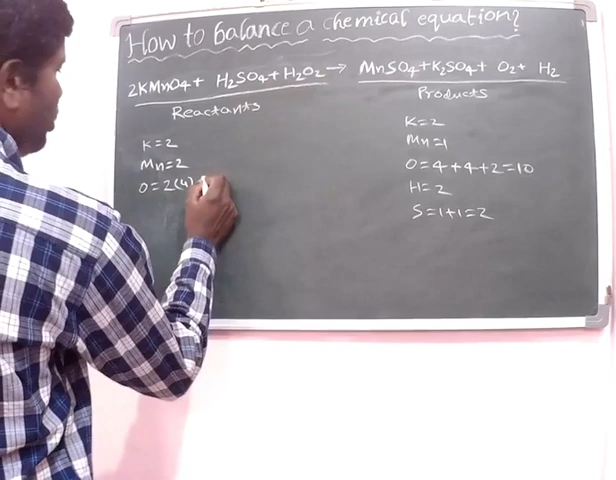 How to balance a chemical equation?
2KMnO4 + H2SO4 + H2O2 → MnSO4 + K2SO4 + O2 + H2
Reactants
Products
K = 2
Mn = 2
O = 2(4)
K = 2
Mn = 1
O = 4 + 4 + 2 = 10
H = 2
S = 1 + 1 = 2